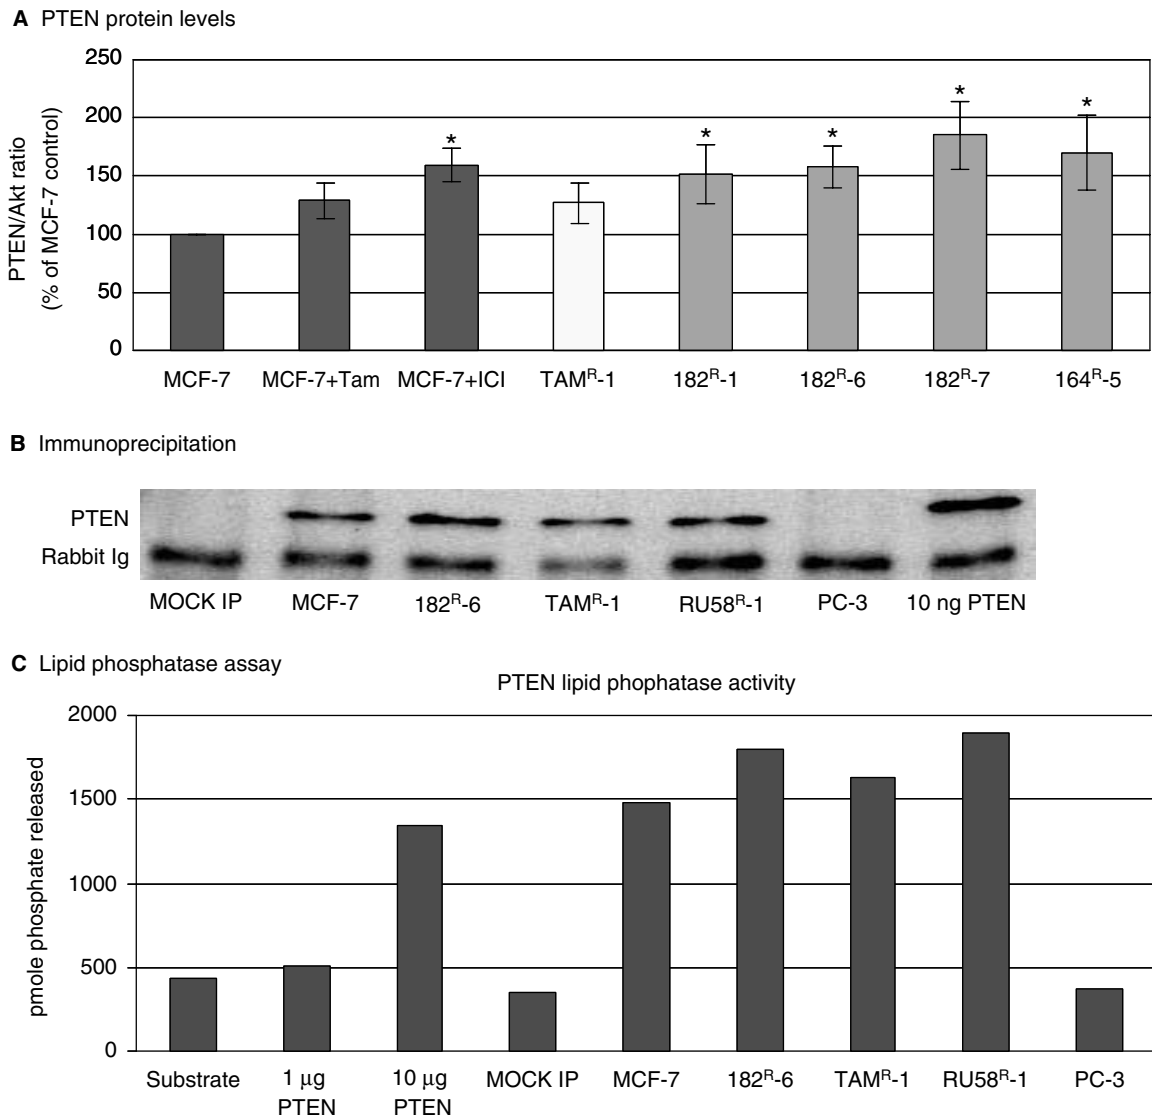 A PTEN protein levels
PTEN/Akt ratio
(% of MCF-7 control)
250
200
150
100
50
0
* * * * *
MCF-7 MCF-7+Tam MCF-7+ICI TAMᴿ-1 182ᴿ-1 182ᴿ-6 182ᴿ-7 164ᴿ-5
B Immunoprecipitation
PTEN
Rabbit Ig
MOCK IP MCF-7 182ᴿ-6 TAMᴿ-1 RU58ᴿ-1 PC-3 10 ng PTEN
C Lipid phosphatase assay
PTEN lipid phophatase activity
pmole phosphate released
2000
1500
1000
500
0
Substrate 1 μg PTEN 10 μg PTEN MOCK IP MCF-7 182ᴿ-6 TAMᴿ-1 RU58ᴿ-1 PC-3